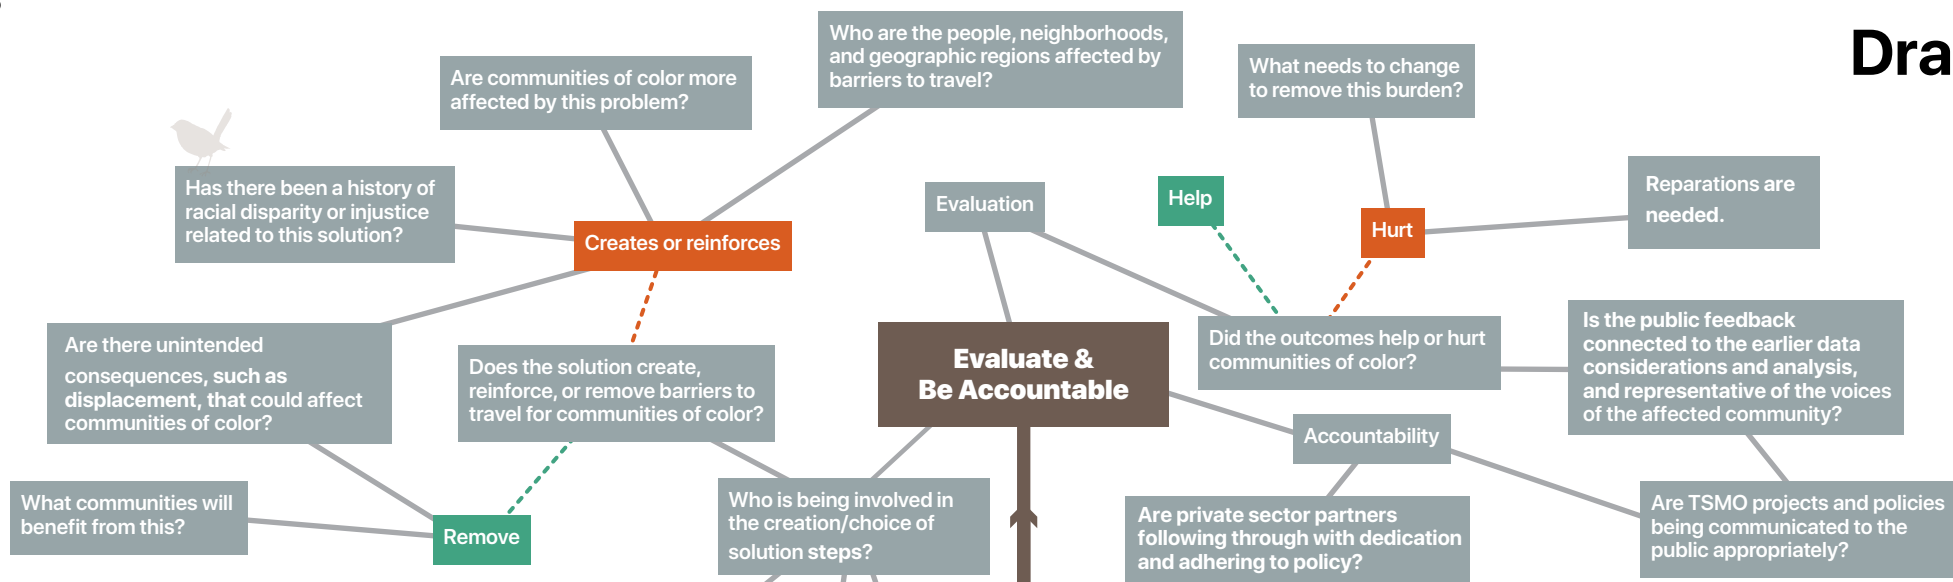 Dra
Who are the people, neighborhoods,
and geographic regions affected by
barriers to travel?
Are communities of color more
affected by this problem?
What needs to change
to remove this burden?
Has there been a history of
racial disparity or injustice
related to this solution?
Creates or reinforces
Evaluation
Help
Hurt
Reparations are
needed.
Are there unintended
consequences, such as
displacement, that could affect
communities of color?
Does the solution create,
reinforce, or remove barriers to
travel for communities of color?
Evaluate &
Be Accountable
Did the outcomes help or hurt
communities of color?
Is the public feedback
connected to the earlier data
considerations and analysis,
and representative of the voices
of the affected community?
Accountability
What communities will
benefit from this?
Remove
Who is being involved in
the creation/choice of
solution steps?
Are private sector partners
following through with dedication
and adhering to policy?
Are TSMO projects and policies
being communicated to the
public appropriately?